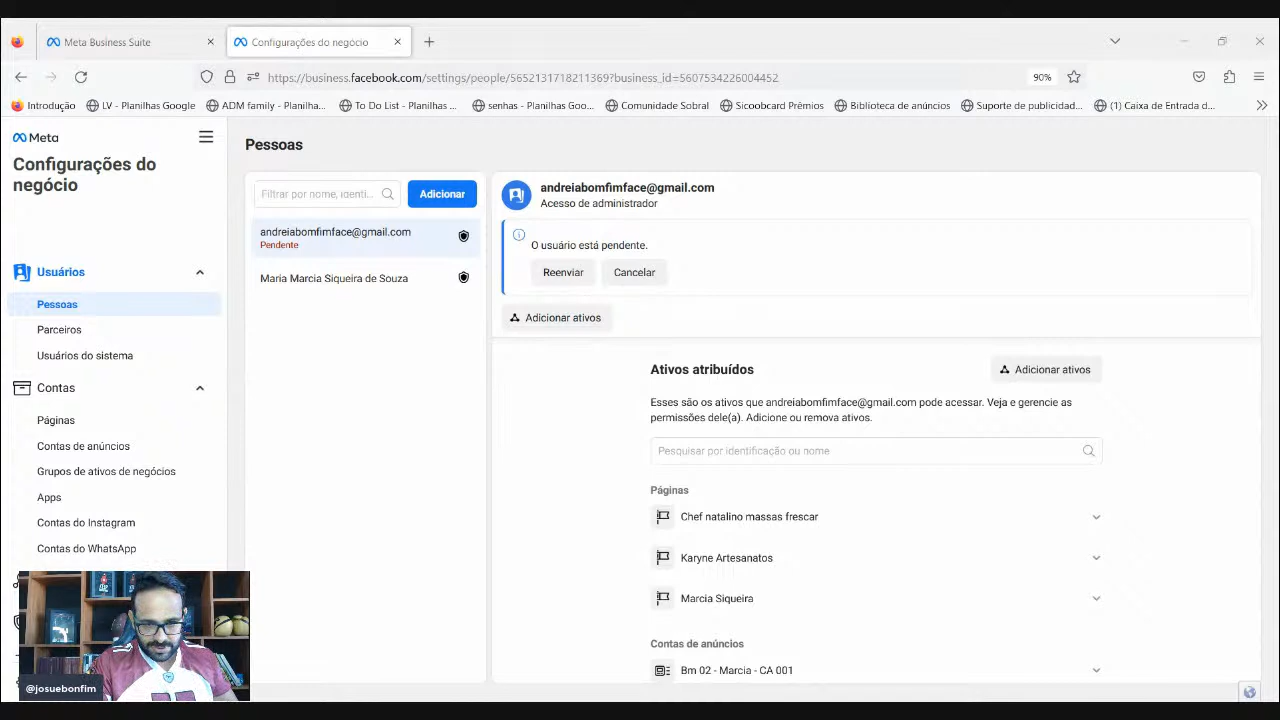 Meta Business Suite
Configurações do negócio
https://business.facebook.com/settings/people/5652131718211369?business_id=5607534226004452
90%
Introdução
LV - Planilhas Google
ADM family - Planilha...
To Do List - Planilhas ...
senhas - Planilhas Goo...
Comunidade Sobral
Sicoobcard Prêmios
Biblioteca de anúncios
Suporte de publicidad...
(1) Caixa de Entrada d...
Meta
Configurações do
negócio
Usuários
Pessoas
Parceiros
Usuários do sistema
Contas
Páginas
Contas de anúncios
Grupos de ativos de negócios
Apps
Contas do Instagram
Contas do WhatsApp
@josuebonfim
Pessoas
Filtrar por nome, identi...
Adicionar
andreiabomfimface@gmail.com
Pendente
Maria Marcia Siqueira de Souza
andreiabomfimface@gmail.com
Acesso de administrador
O usuário está pendente.
Reenviar
Cancelar
Adicionar ativos
Ativos atribuídos
Adicionar ativos
Esses são os ativos que andreiabomfimface@gmail.com pode acessar. Veja e gerencie as
permissões dele(a). Adicione ou remova ativos.
Pesquisar por identificação ou nome
Páginas
Chef natalino massas frescar
Karyne Artesanatos
Marcia Siqueira
Contas de anúncios
Bm 02 - Marcia - CA 001